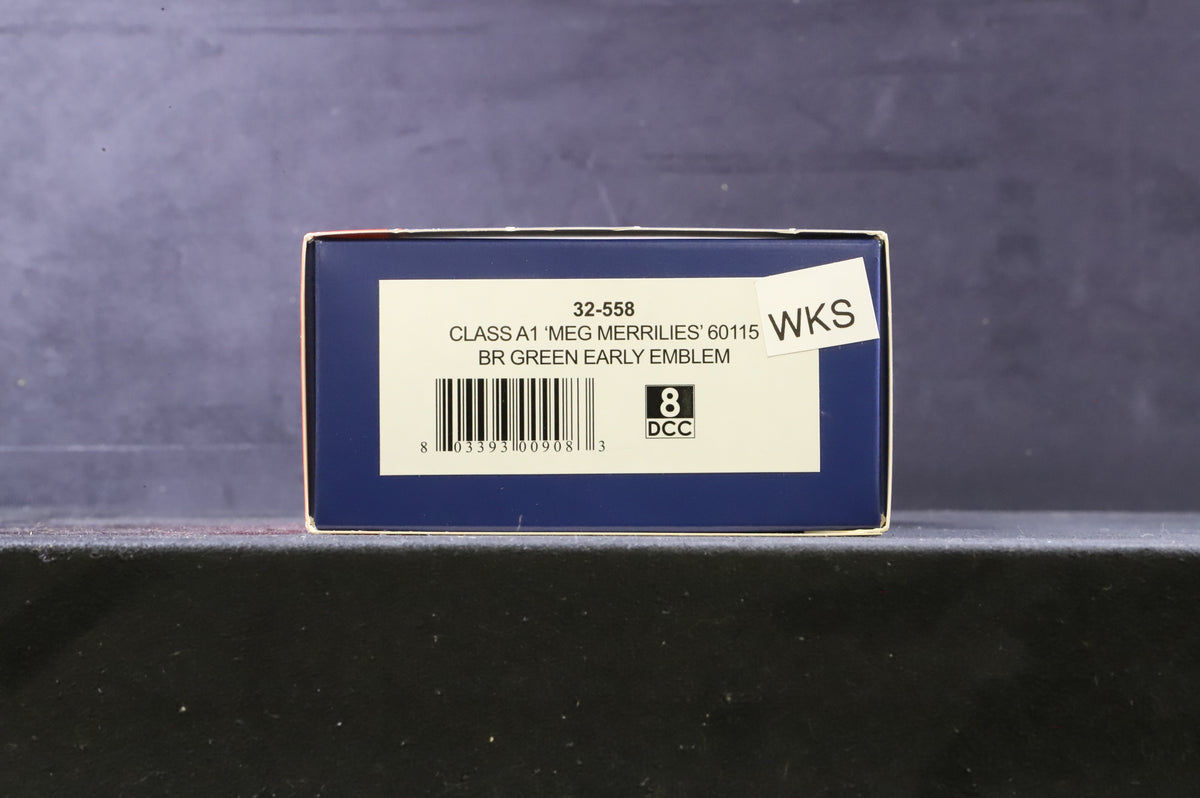 32-558
CLASS A1 ‘MEG MERRILIES’ 60115
BR GREEN EARLY EMBLEM
WKS
8 03393 00908 3
8
DCC